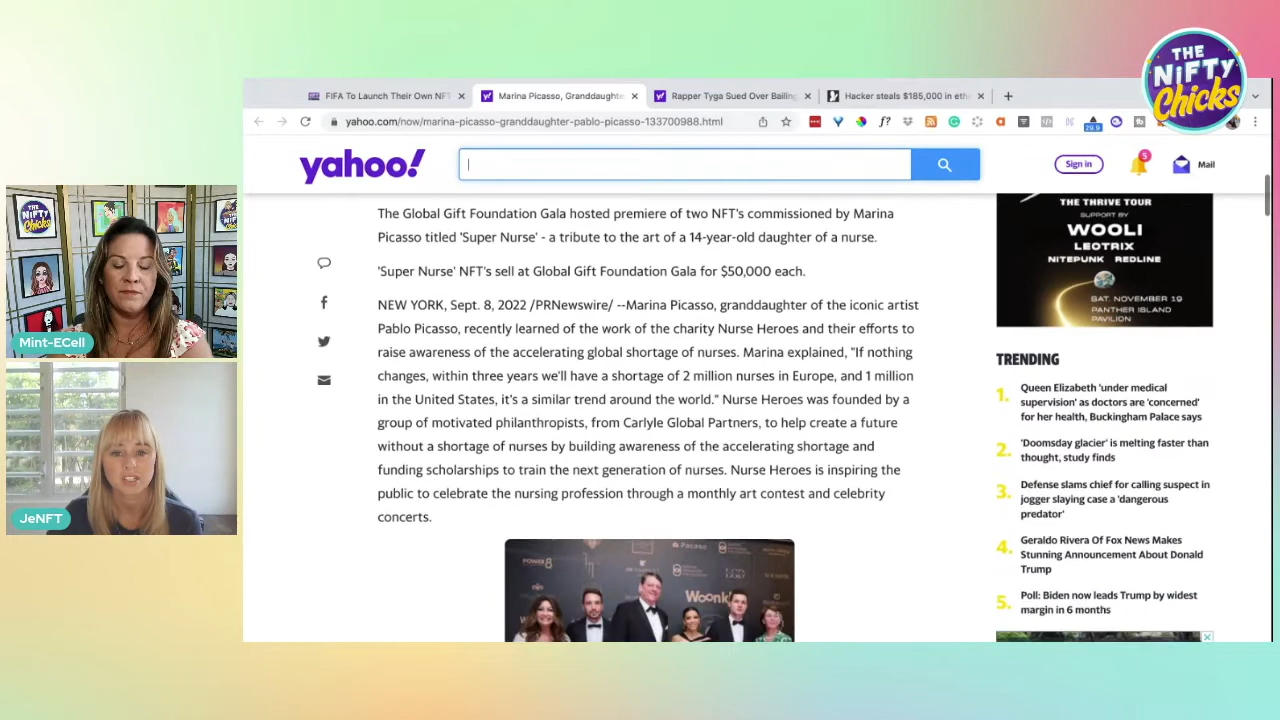 THE
NiFTY
Chicks
FIFA To Launch Their Own NFT
Marina Picasso, Granddaughte
Rapper Tyga Sued Over Bailing
Hacker steals $185,000 in eth
yahoo.com/now/marina-picasso-granddaughter-pablo-picasso-133700988.html
29.9
yahoo!
Sign in
5
Mail
The Global Gift Foundation Gala hosted premiere of two NFT's commissioned by Marina
Picasso titled 'Super Nurse' - a tribute to the art of a 14-year-old daughter of a nurse.
'Super Nurse' NFT's sell at Global Gift Foundation Gala for $50,000 each.
NEW YORK, Sept. 8, 2022 /PRNewswire/ --Marina Picasso, granddaughter of the iconic artist
Pablo Picasso, recently learned of the work of the charity Nurse Heroes and their efforts to
raise awareness of the accelerating global shortage of nurses. Marina explained, "If nothing
changes, within three years we'll have a shortage of 2 million nurses in Europe, and 1 million
in the United States, it's a similar trend around the world." Nurse Heroes was founded by a
group of motivated philanthropists, from Carlyle Global Partners, to help create a future
without a shortage of nurses by building awareness of the accelerating shortage and
funding scholarships to train the next generation of nurses. Nurse Heroes is inspiring the
public to celebrate the nursing profession through a monthly art contest and celebrity
concerts.
POWER8
Pacaso
Woonk
THE THRIVE TOUR
SUPPORT BY
WOOLI
LEOTRIX
NITEPUNK REDLINE
SAT. NOVEMBER 19
PANTHER ISLAND
PAVILION
TRENDING
1. Queen Elizabeth 'under medical
supervision' as doctors are 'concerned'
for her health, Buckingham Palace says
2. 'Doomsday glacier' is melting faster than
thought, study finds
3. Defense slams chief for calling suspect in
jogger slaying case a 'dangerous
predator'
4. Geraldo Rivera Of Fox News Makes
Stunning Announcement About Donald
Trump
5. Poll: Biden now leads Trump by widest
margin in 6 months
THE
NiFTY
Chicks
Mint-ECell
JeNFT